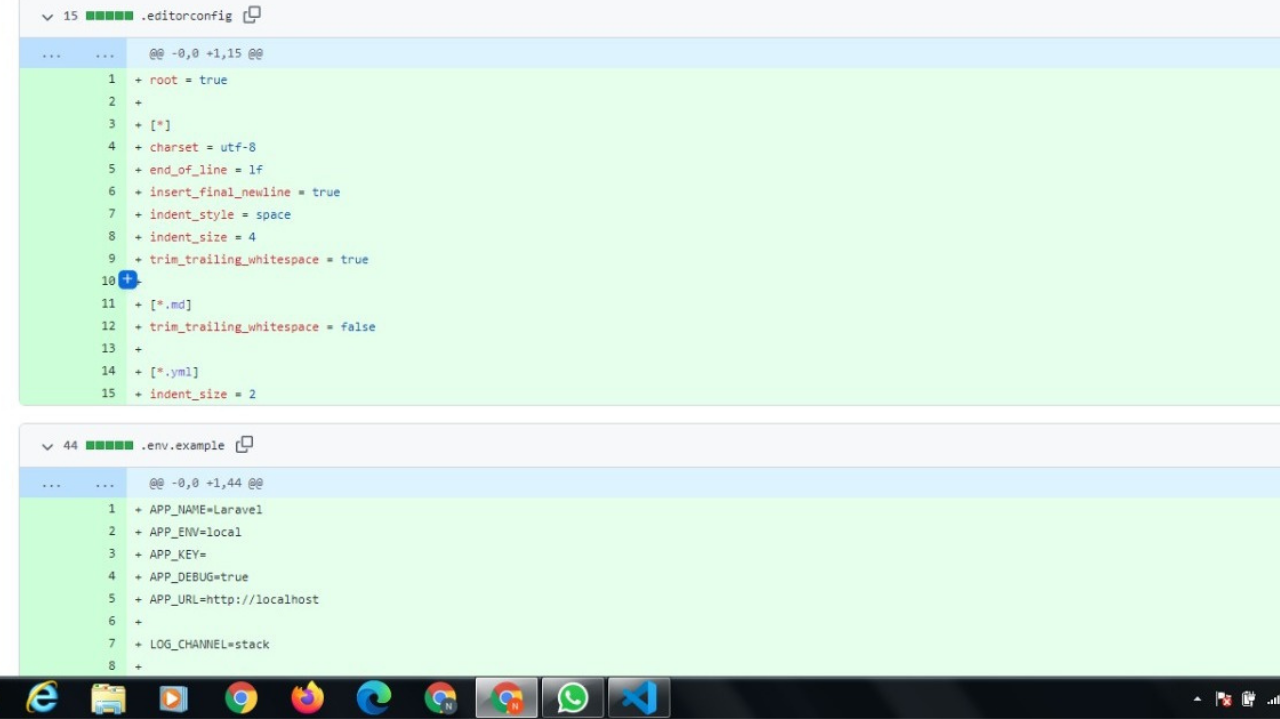 15 .editorconfig
... ... @@ -0,0 +1,15 @@
1 + root = true
2 +
3 + [*]
4 + charset = utf-8
5 + end_of_line = lf
6 + insert_final_newline = true
7 + indent_style = space
8 + indent_size = 4
9 + trim_trailing_whitespace = true
10 +
11 + [*.md]
12 + trim_trailing_whitespace = false
13 +
14 + [*.yml]
15 + indent_size = 2
44 .env.example
... ... @@ -0,0 +1,44 @@
1 + APP_NAME=Laravel
2 + APP_ENV=local
3 + APP_KEY=
4 + APP_DEBUG=true
5 + APP_URL=http://localhost
6 +
7 + LOG_CHANNEL=stack
8 +
N N